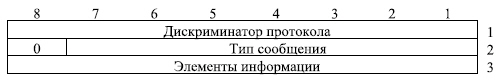 8 7 6 5 4 3 2 1
Дискриминатор протокола 1
0 Тип сообщения 2
Элементы информации 3